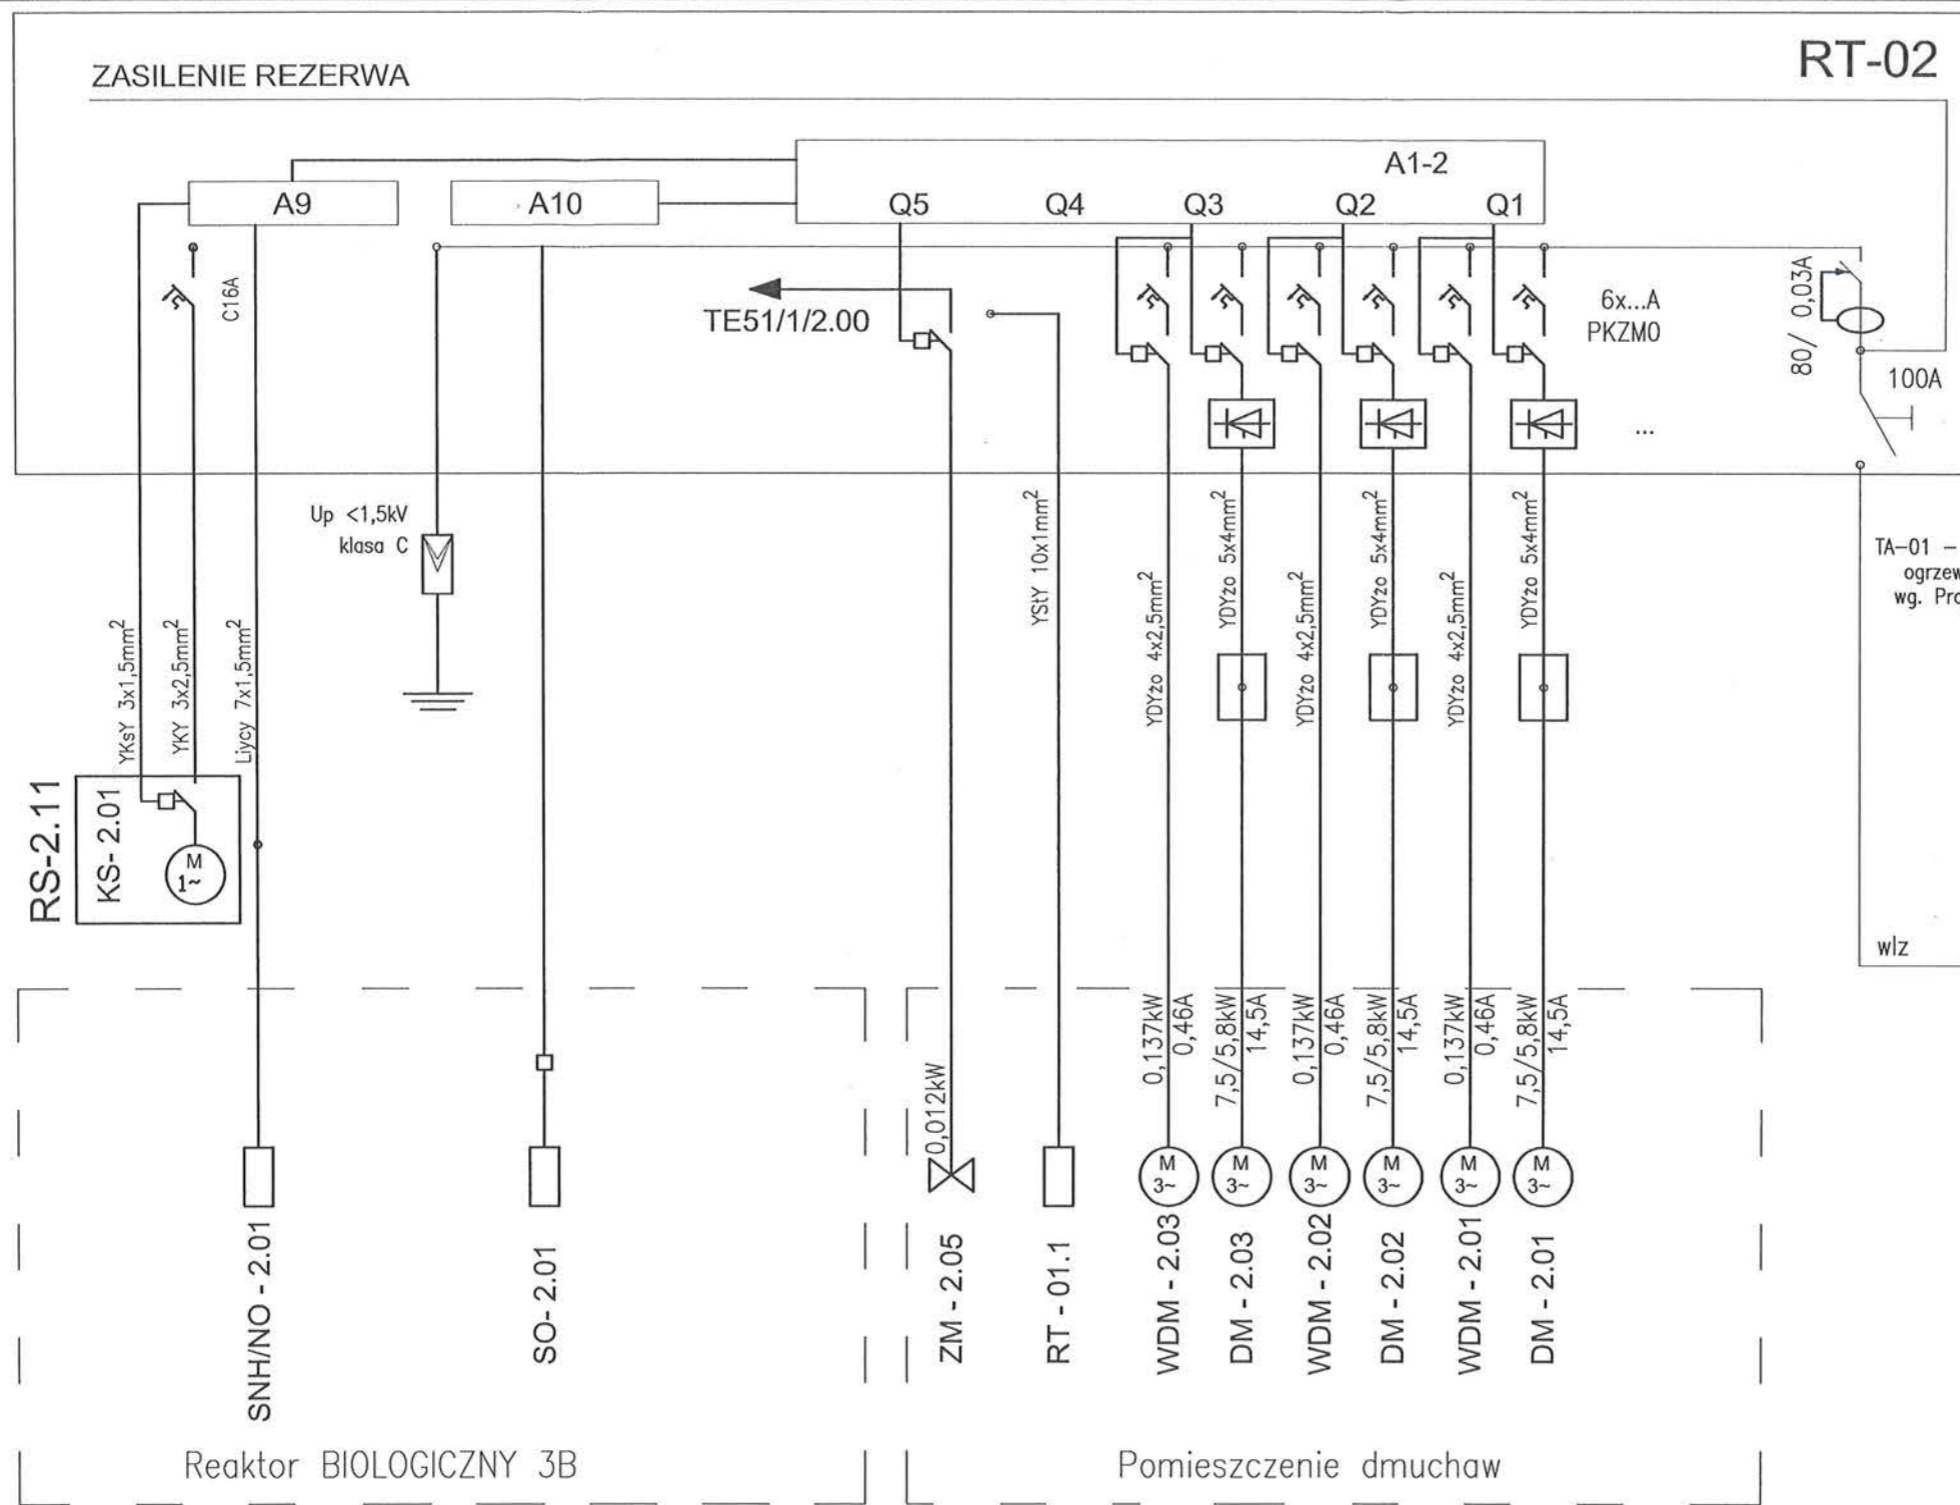 ZASILENIE REZERWA
RT-02
A1-2
A9
A10
Q5
Q4
Q3
Q2
Q1
C16A
TE51/1/2.00
6x...A
PKZM0
80/ 0,03A
100A
...
Up <1,5kV
klasa C
YKsY 3x1,5mm²
YKY 3x2,5mm²
Liycy 7x1,5mm²
YStY 10x1mm²
YDYżo 4x2,5mm²
YDYżo 5x4mm²
YDYżo 4x2,5mm²
YDYżo 5x4mm²
YDYżo 4x2,5mm²
YDYżo 5x4mm²
TA-01 -
ogrzew
wg. Pro
wlz
RS-2.11
KS- 2.01
M
1~
0,012kW
0,137kW
0,46A
7,5/5,8kW
14,5A
0,137kW
0,46A
7,5/5,8kW
14,5A
0,137kW
0,46A
7,5/5,8kW
14,5A
M
3~
M
3~
M
3~
M
3~
M
3~
M
3~
SNH/NO - 2.01
SO- 2.01
ZM - 2.05
RT - 01.1
WDM - 2.03
DM - 2.03
WDM - 2.02
DM - 2.02
WDM - 2.01
DM - 2.01
Reaktor BIOLOGICZNY 3B
Pomieszczenie dmuchaw